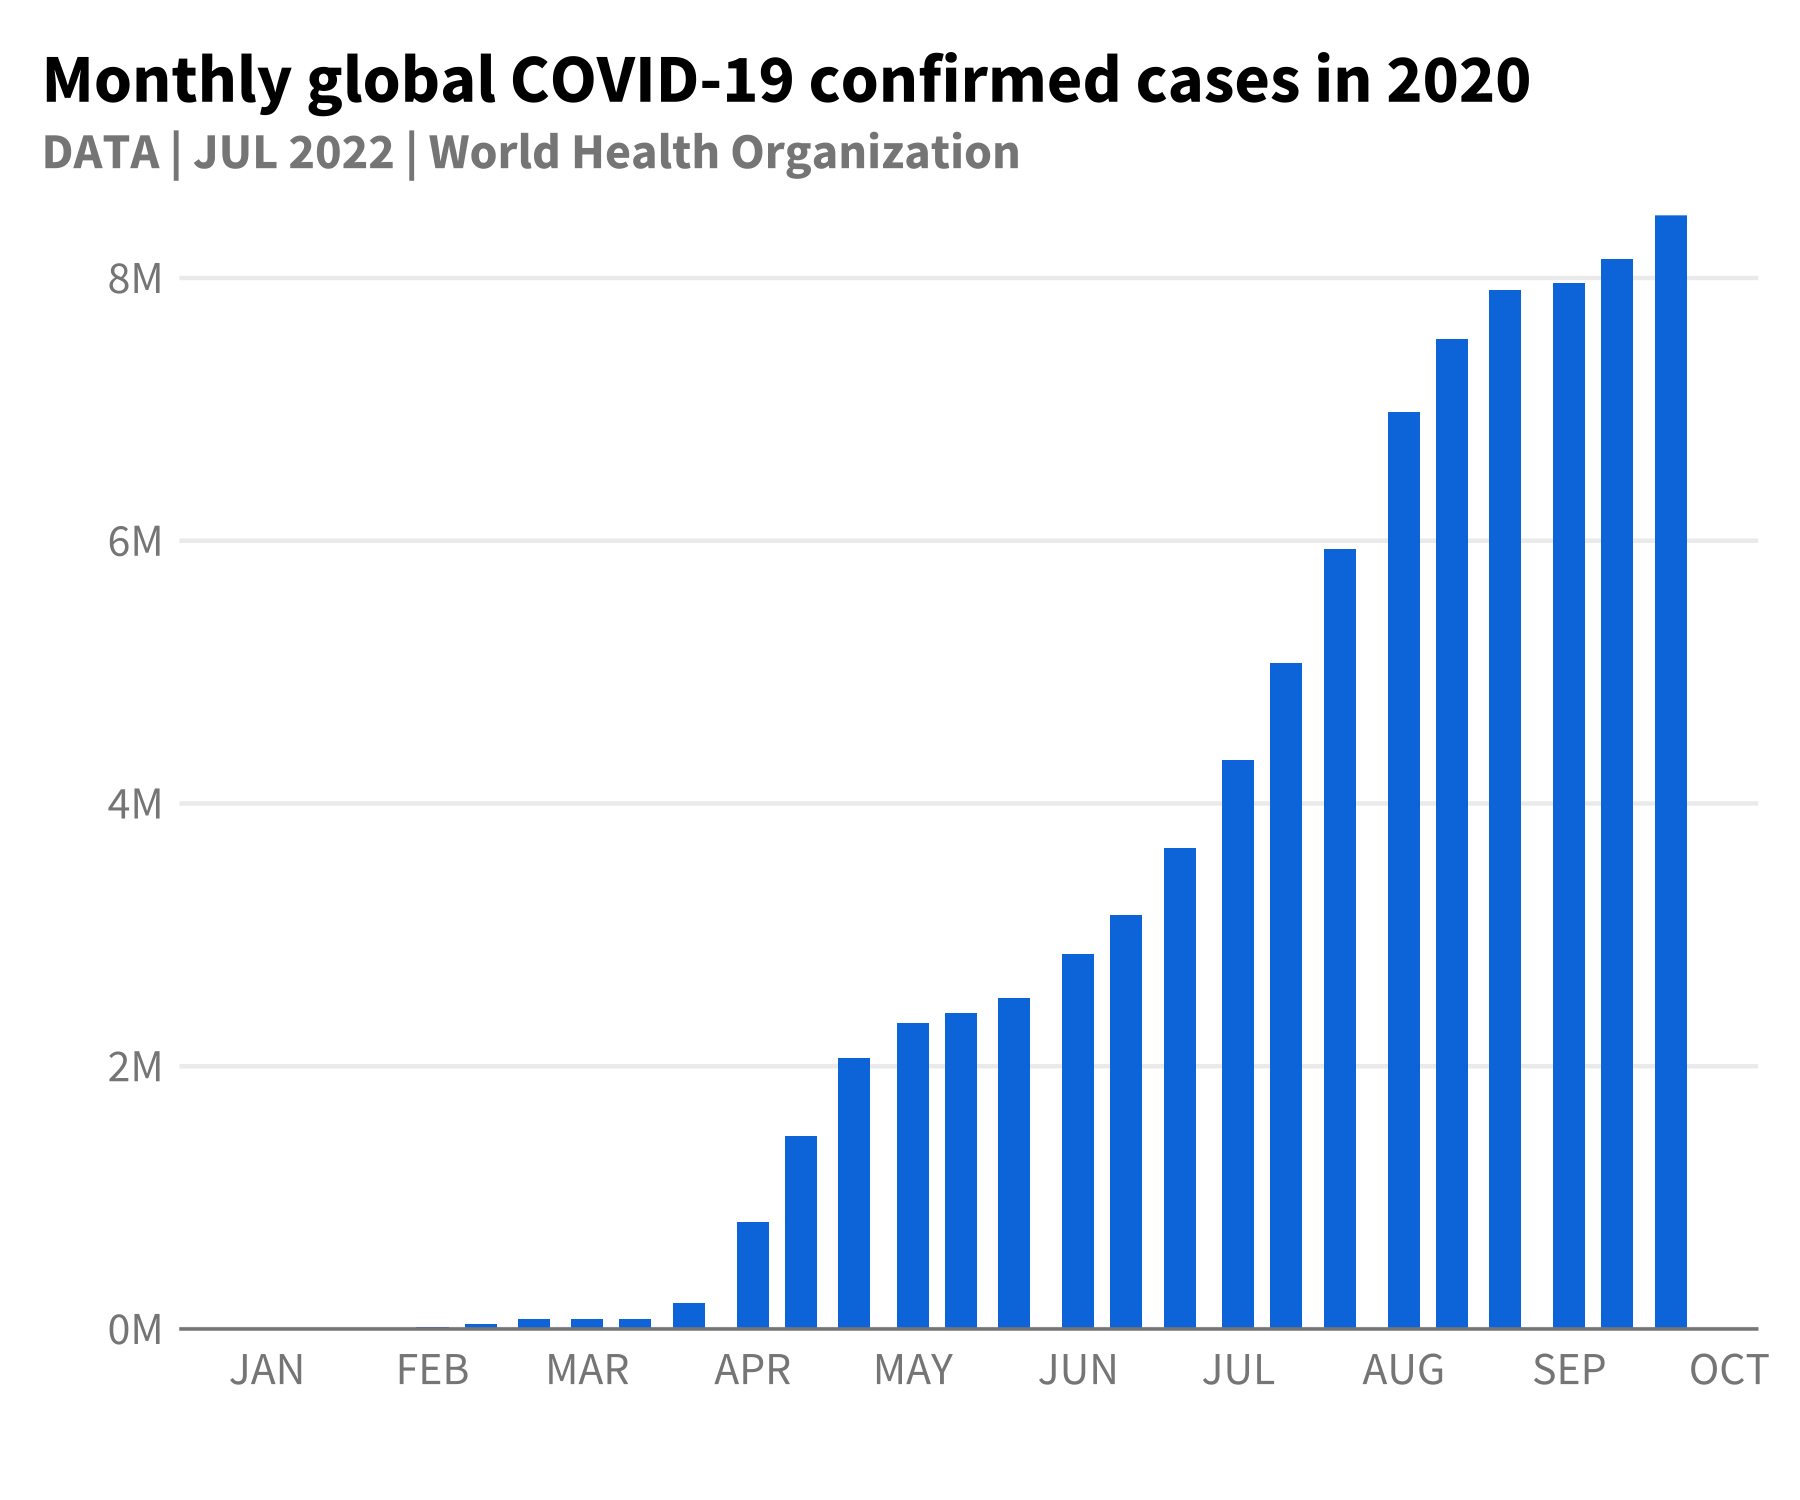 Monthly global COVID-19 confirmed cases in 2020
DATA | JUL 2022 | World Health Organization
8M
6M
4M
2M
0M
JAN FEB MAR APR MAY JUN JUL AUG SEP OCT